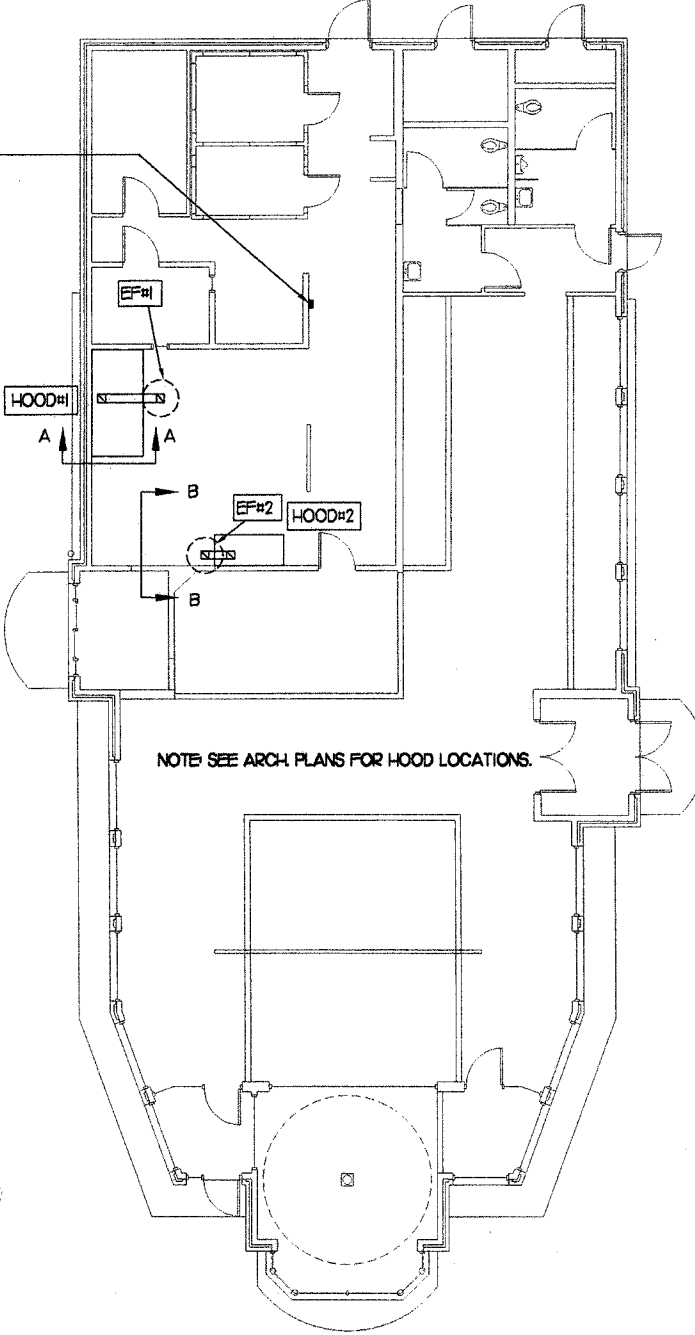 EF#1
HOOD#1
A A
B
EF#2 HOOD#2
B
NOTE: SEE ARCH. PLANS FOR HOOD LOCATIONS.